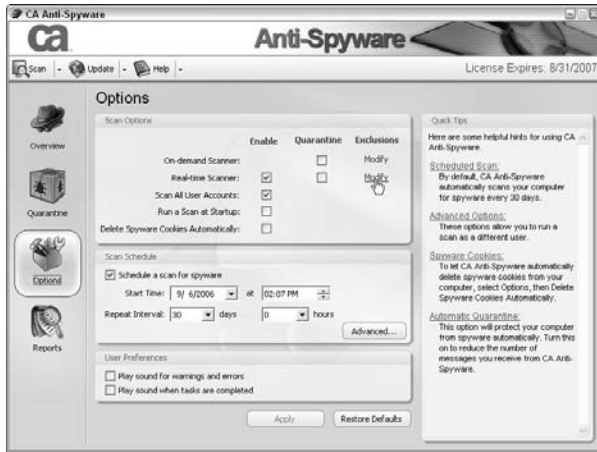 CA Anti-Spyware
ca
Anti-Spyware
Scan Update Help
License Expires: 8/31/2007
Overview
Quarantine
Options
Reports
Options
Scan Options
Enable Quarantine Exclusions
On-demand Scanner: Modify
Real-time Scanner: Modify
Scan All User Accounts:
Run a Scan at Startup:
Delete Spyware Cookies Automatically:
Scan Schedule
Schedule a scan for spyware
Start Time: 9/ 6/2006 at 02:07 PM
Repeat Interval: 30 days 0 hours
Advanced...
User Preferences
Play sound for warnings and errors
Play sound when tasks are completed
Apply Restore Defaults
Quick Tips
Here are some helpful hints for using CA
Anti-Spyware.
Scheduled Scan:
By default, CA Anti-Spyware
automatically scans your computer
for spyware every 30 days.
Advanced Options:
These options allow you to run a
scan as a different user.
Spyware Cookies:
To let CA Anti-Spyware automatically
delete spyware cookies from your
computer, select Options, then Delete
Spyware Cookies Automatically.
Automatic Quarantine:
This option will protect your computer
from spyware automatically. Turn this
on to reduce the number of
messages you receive from CA Anti-
Spyware.